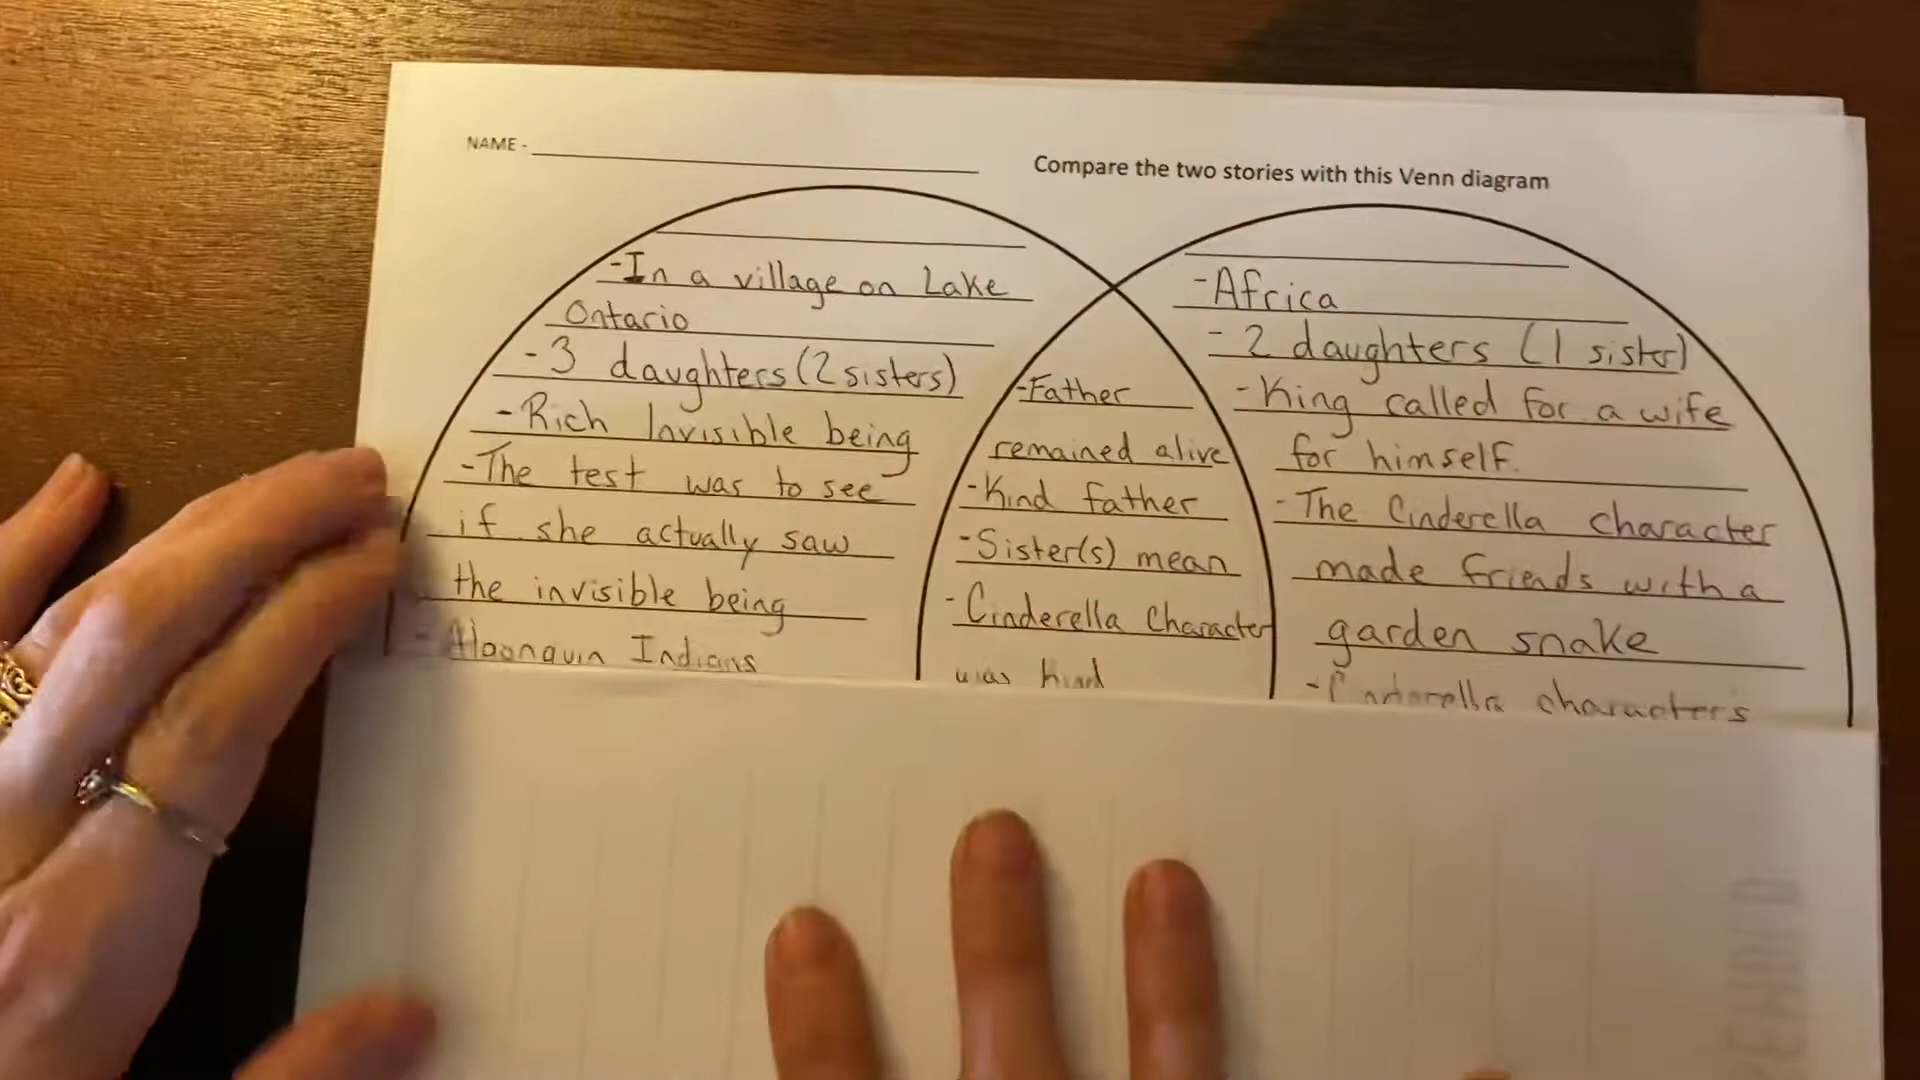 NAME -
Compare the two stories with this Venn diagram
-In a village on Lake
Ontario
-3 daughters (2 sisters)
-Rich Invisible being
-The test was to see
if she actually saw
the invisible being
- Algonquin Indians
-Father
remained alive
-Kind father
-Sister(s) mean
-Cinderella Character
was kind
-Africa
-2 daughters (1 sister)
-King called for a wife
for himself.
-The Cinderella character
made friends with a
garden snake
-Cinderella character's